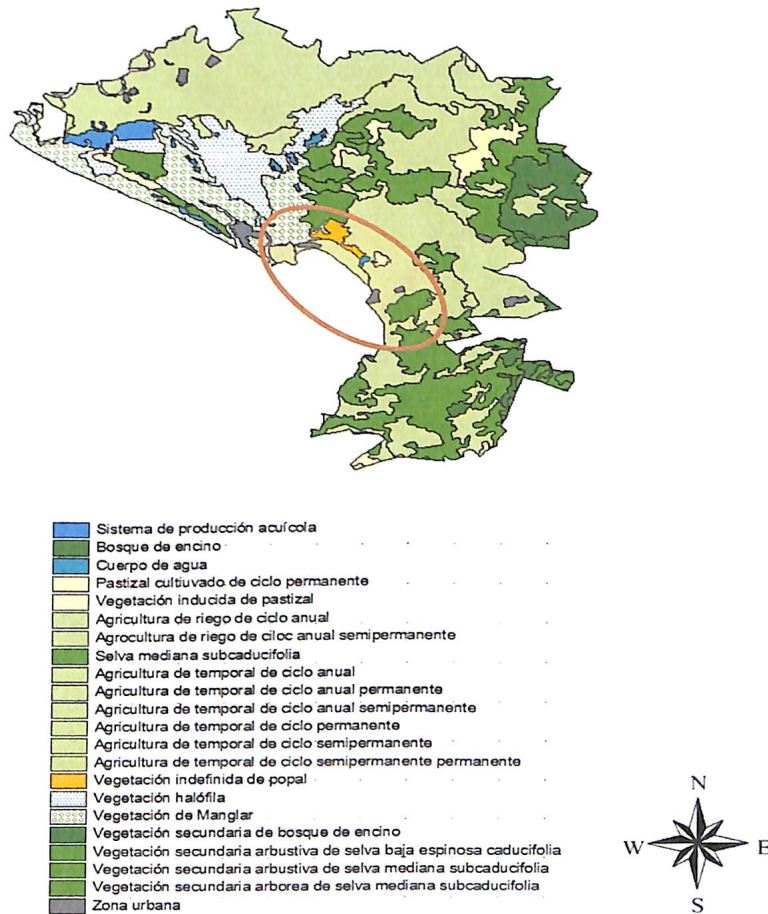 Sistema de producción acuícola
Bosque de encino
Cuerpo de agua
Pastizal cultiuvado de ciclo permanente
Vegetación inducida de pastizal
Agricultura de riego de ciclo anual
Agrocultura de riego de ciloc anual semipermanente
Selva mediana subcaducifolia
Agricultura de temporal de ciclo anual
Agricultura de temporal de ciclo anual permanente
Agricultura de temporal de ciclo anual semipermanente
Agricultura de temporal de ciclo permanente
Agricultura de temporal de ciclo semipermanente
Agricultura de temporal de ciclo semipermanente permanente
Vegetación indefinida de popal
Vegetación halófila
Vegetación de Manglar
Vegetación secundaria de bosque de encino
Vegetación secundaria arbustiva de selva baja espinosa caducifolia
Vegetación secundaria arbustiva de selva mediana subcaducifolia
Vegetación secundaria arborea de selva mediana subcaducifolia
Zona urbana
N
W E
S